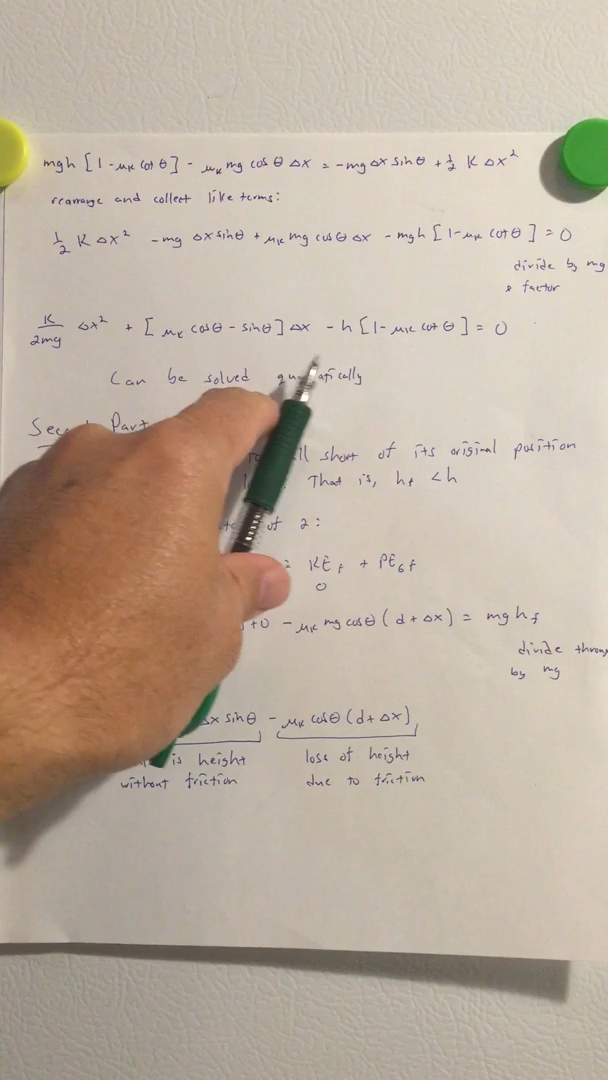 mgh [1 - μk cot θ] - μk mg cos θ Δx = -mg Δx sin θ + 1/2 K Δx²
rearrange and collect like terms:
1/2 K Δx² - mg Δx sin θ + μk mg cos θ Δx - mgh [1 - μk cot θ] = 0
divide by mg
& factor
K/2mg Δx² + [μk cos θ - sin θ] Δx - h [1 - μk cot θ] = 0
Can be solved
Part
short of its original position
That is, hf < h
of 2:
= KEf + PEGf
0
+0 - μk mg cos θ (d + Δx) = mg hf
divide
by mg
Δx sin θ - μk cos θ (d + Δx)
is height loss of height
without friction due to friction